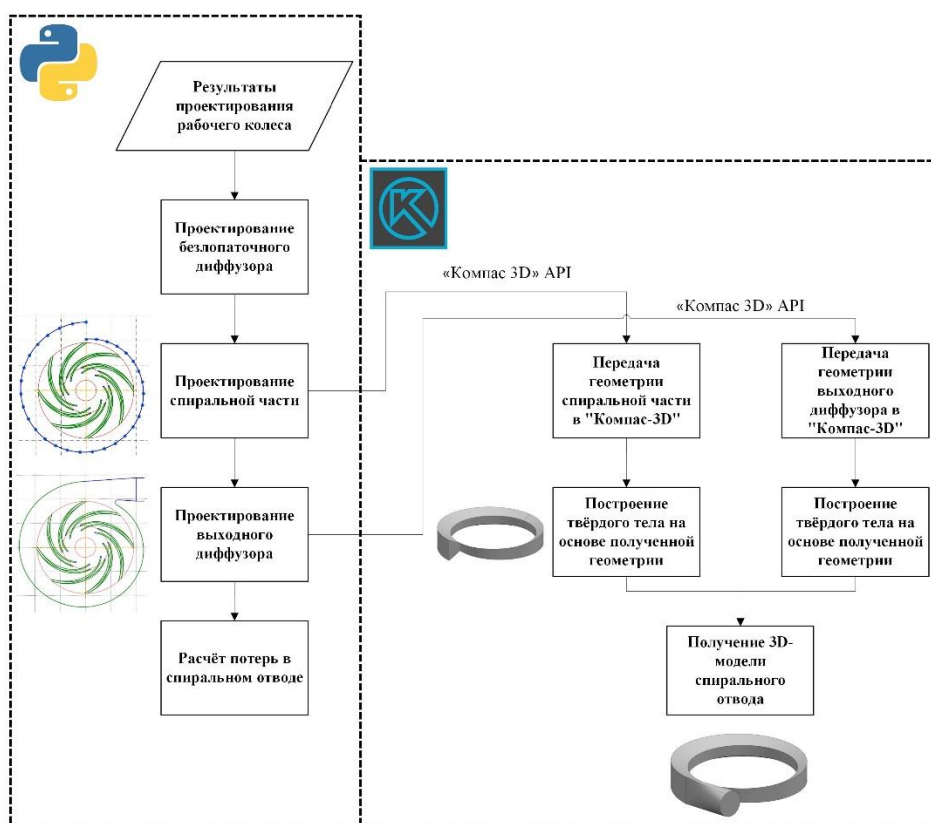 Результаты
проектирования
рабочего колеса
Проектирование
безлопаточного
диффузора
Проектирование
спиральной части
Проектирование
выходного
диффузора
Расчёт потерь в
спиральном отводе
«Компас 3D» API
«Компас 3D» API
Передача
геометрии
спиральной части
в "Компас-3D"
Передача
геометрии
выходного
диффузора в
"Компас-3D"
Построение
твёрдого тела на
основе полученной
геометрии
Построение
твёрдого тела на
основе полученной
геометрии
Получение 3D-
модели
спирального
отвода